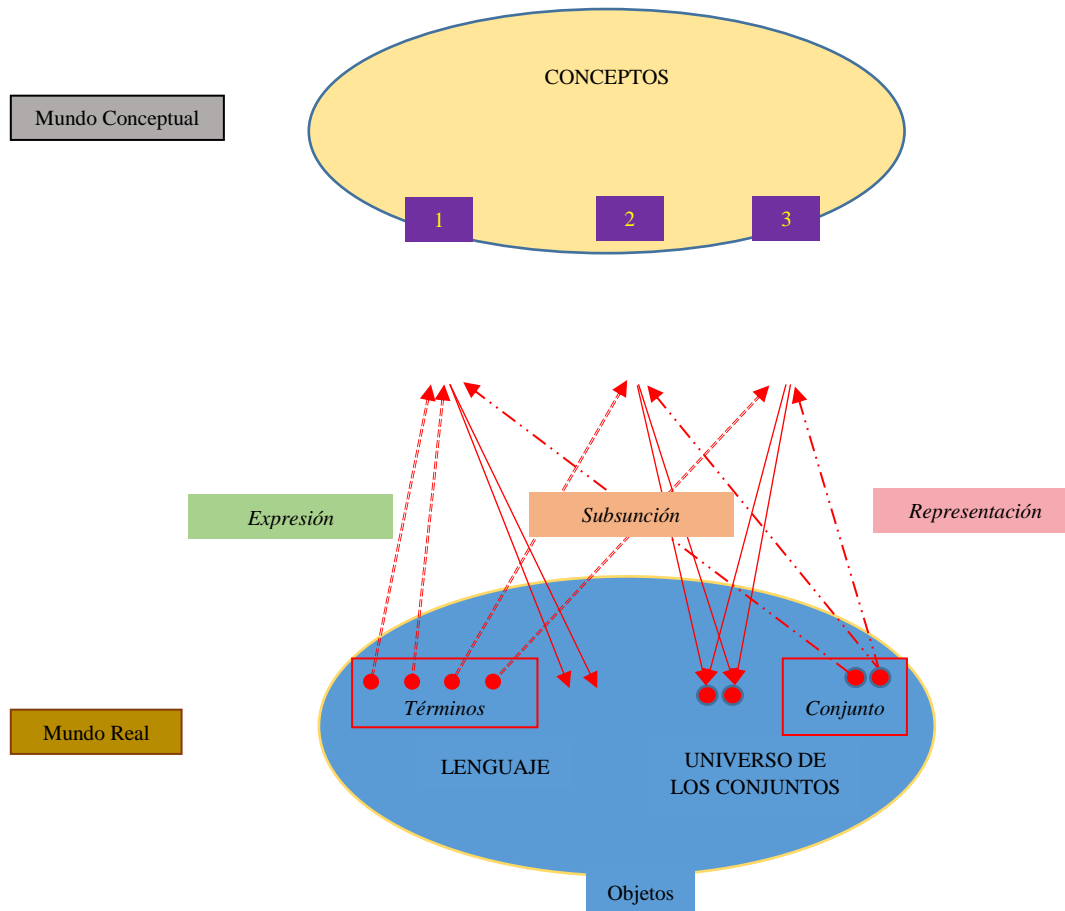 CONCEPTOS
Mundo Conceptual
1
2
3
Expresión
Subsunción
Representación
Términos
Conjunto
Mundo Real
LENGUAJE
UNIVERSO DE
LOS CONJUNTOS
Objetos